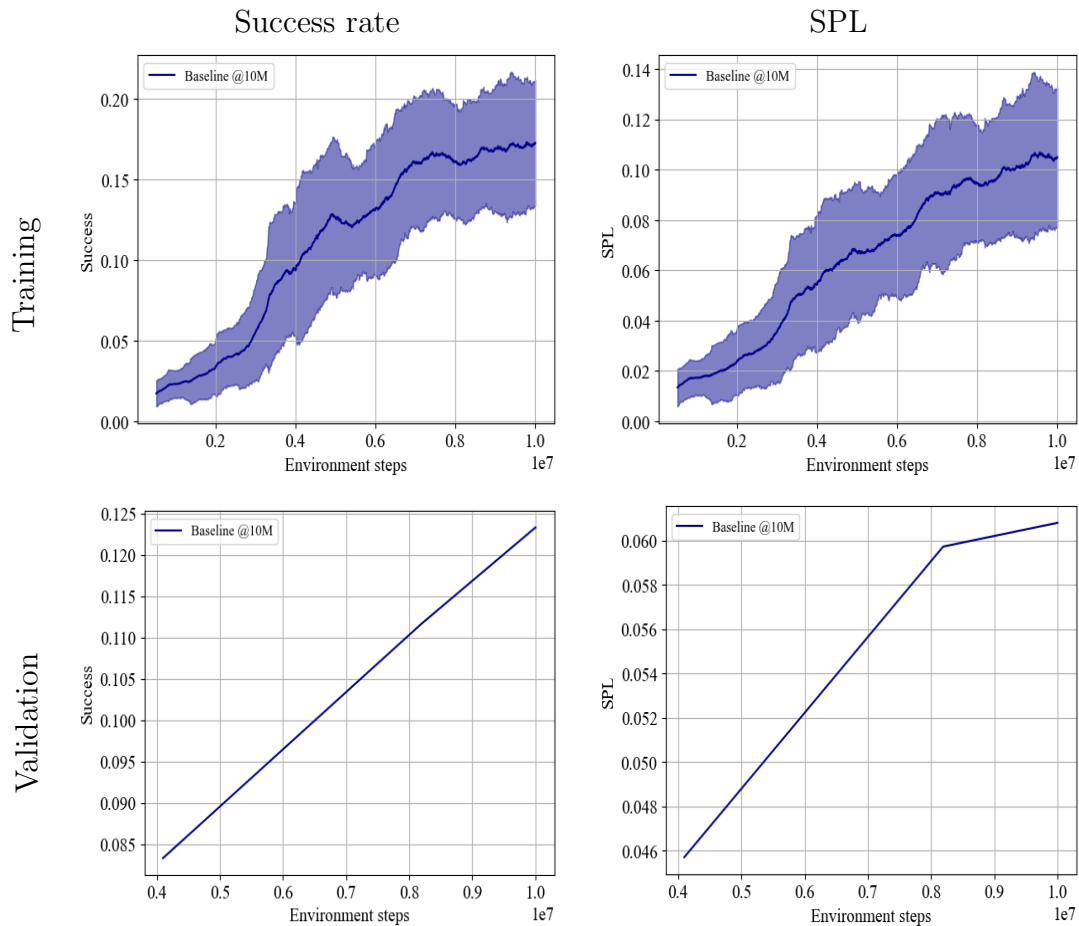 Success rate
SPL
Training
Baseline @10M
Success
0.20
0.15
0.10
0.05
0.00
0.2 0.4 0.6 0.8 1.0
Environment steps
1e7
Baseline @10M
SPL
0.14
0.12
0.10
0.08
0.06
0.04
0.02
0.00
0.2 0.4 0.6 0.8 1.0
Environment steps
1e7
Validation
Baseline @10M
Success
0.125
0.120
0.115
0.110
0.105
0.100
0.095
0.090
0.085
0.4 0.5 0.6 0.7 0.8 0.9 1.0
Environment steps
1e7
Baseline @10M
SPL
0.060
0.058
0.056
0.054
0.052
0.050
0.048
0.046
0.4 0.5 0.6 0.7 0.8 0.9 1.0
Environment steps
1e7